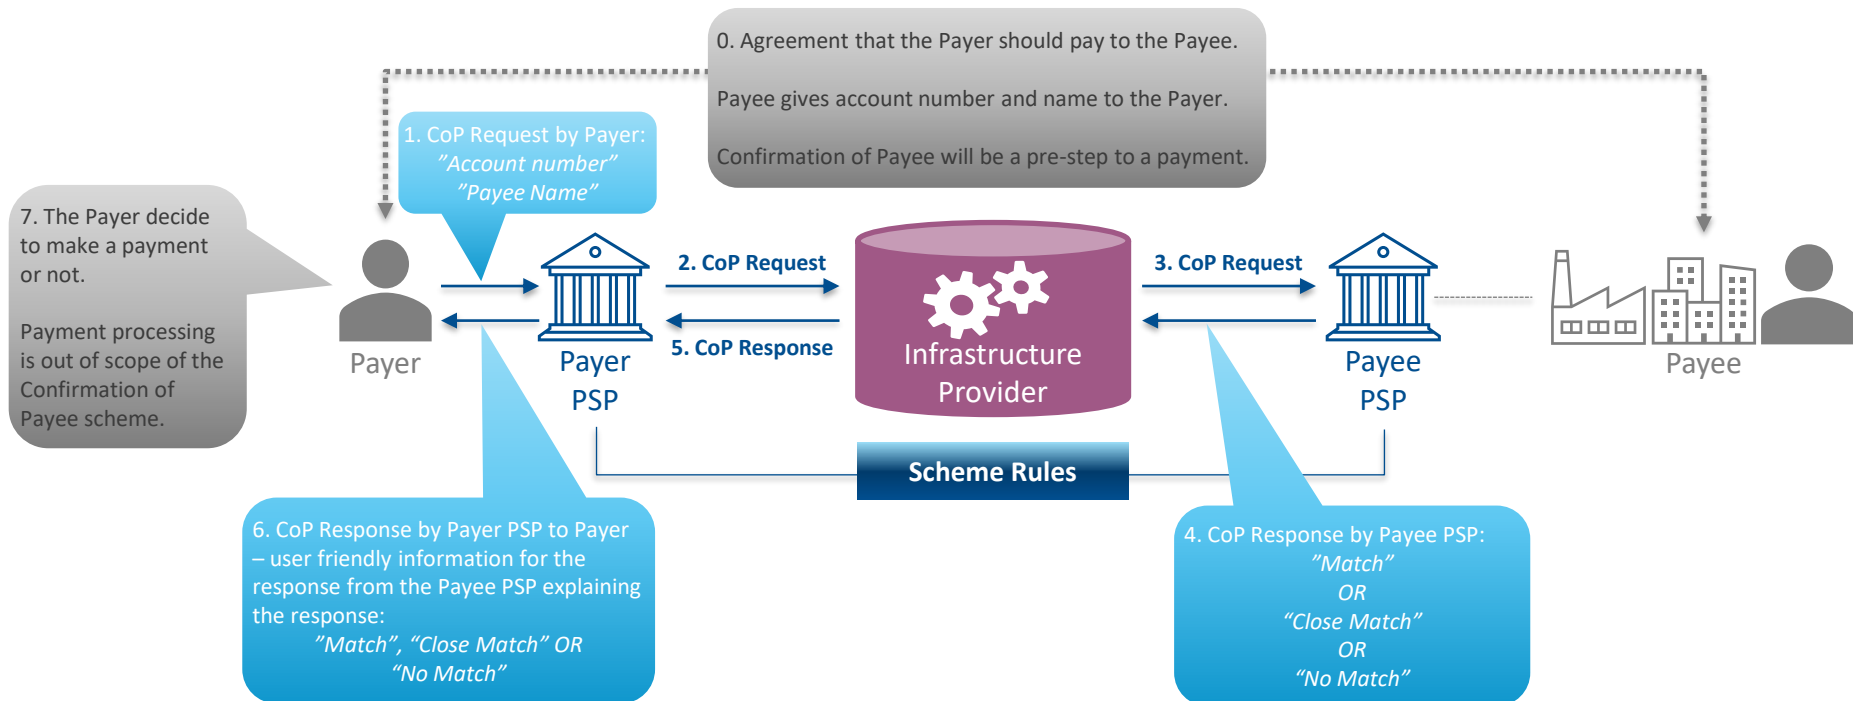 0. Agreement that the Payer should pay to the Payee.
Payee gives account number and name to the Payer.
Confirmation of Payee will be a pre-step to a payment.
1. CoP Request by Payer:
”Account number”
”Payee Name”
7. The Payer decide
to make a payment
or not.
Payment processing
is out of scope of the
Confirmation of
Payee scheme.
Payer
Payer
PSP
2. CoP Request
5. CoP Response
Infrastructure
Provider
3. CoP Request
Payee
PSP
Payee
Scheme Rules
6. CoP Response by Payer PSP to Payer
– user friendly information for the
response from the Payee PSP explaining
the response:
”Match”, “Close Match” OR
“No Match”
4. CoP Response by Payee PSP:
”Match”
OR
“Close Match”
OR
“No Match”